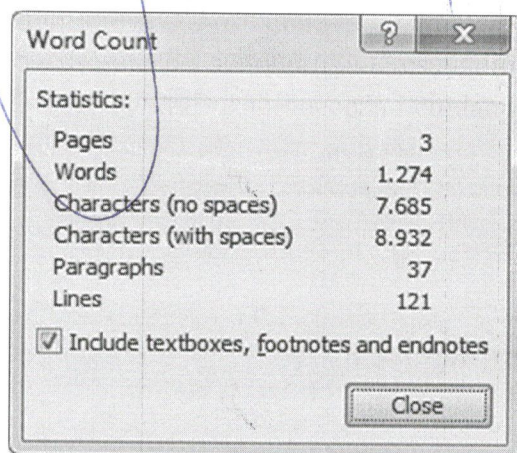 Word Count
?
X
Statistics:
Pages 3
Words 1.274
Characters (no spaces) 7.685
Characters (with spaces) 8.932
Paragraphs 37
Lines 121
Include textboxes, footnotes and endnotes
Close